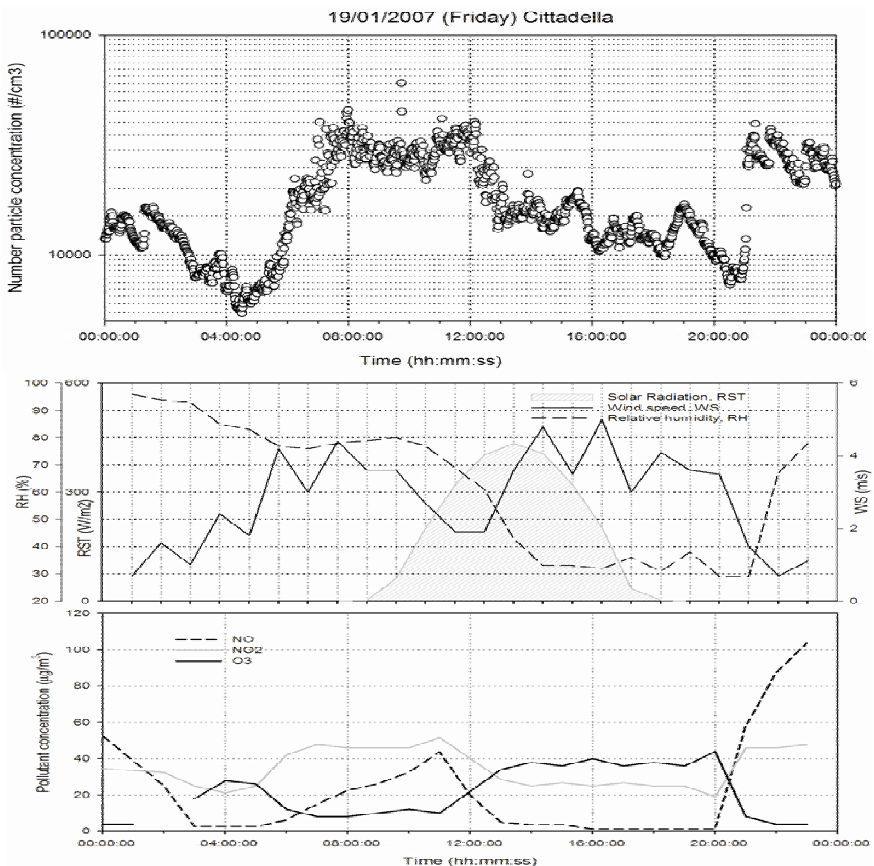 19/01/2007 (Friday) Cittadella
Number particle concentration (#/cm3)
100000
10000
00:00:00 04:00:00 08:00:00 12:00:00 16:00:00 20:00:00 00:00:00
Time (hh:mm:ss)
RH (%)
100
90
80
70
60
50
40
30
20
RST (W/m2)
600
300
0
Solar Radiation, RST
Wind speed, WS
Relative humidity, RH
WS (m/s)
6
4
2
0
Pollutant concentration (µg/m3)
120
100
80
60
40
20
0
NO
NO2
O3
00:00:00 04:00:00 08:00:00 12:00:00 16:00:00 20:00:00 00:00:00
Time (hh:mm:ss)